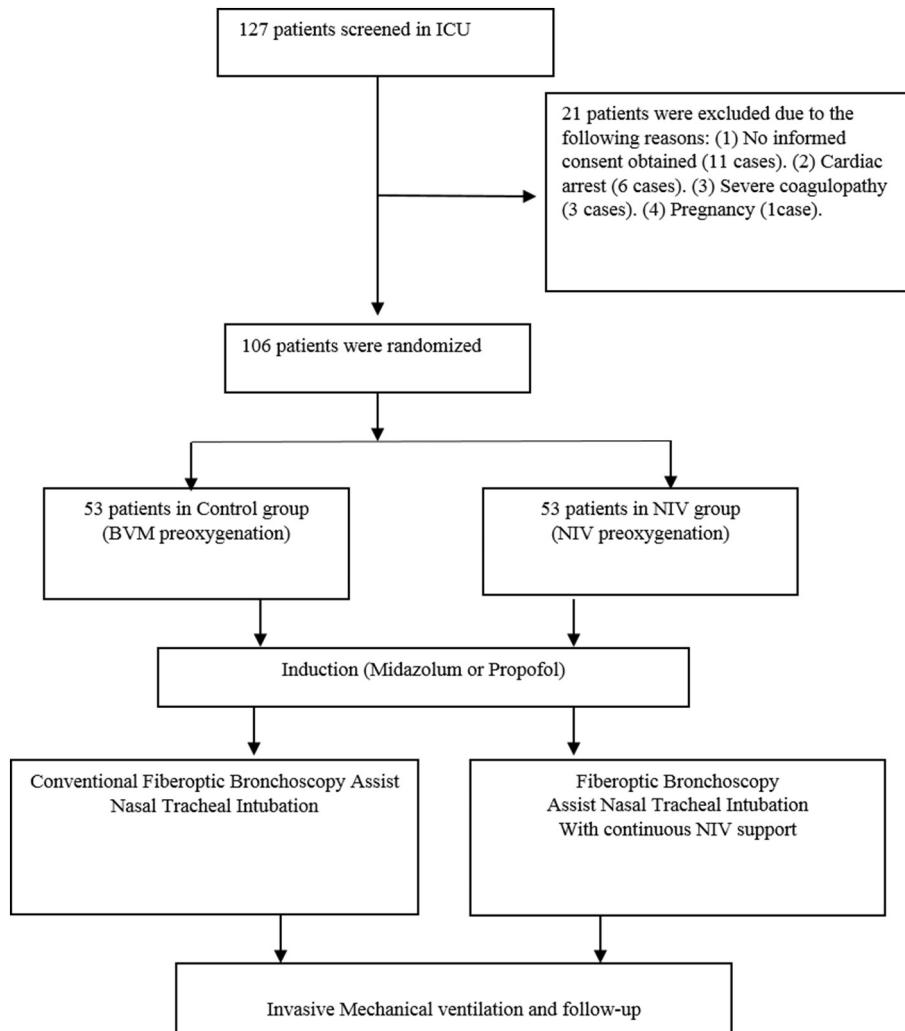 127 patients screened in ICU
21 patients were excluded due to the
following reasons: (1) No informed
consent obtained (11 cases). (2) Cardiac
arrest (6 cases). (3) Severe coagulopathy
(3 cases). (4) Pregnancy (1case).
106 patients were randomized
53 patients in Control group
(BVM preoxygenation)
53 patients in NIV group
(NIV preoxygenation)
Induction (Midazolum or Propofol)
Conventional Fiberoptic Bronchoscopy Assist
Nasal Tracheal Intubation
Fiberoptic Bronchoscopy
Assist Nasal Tracheal Intubation
With continuous NIV support
Invasive Mechanical ventilation and follow-up